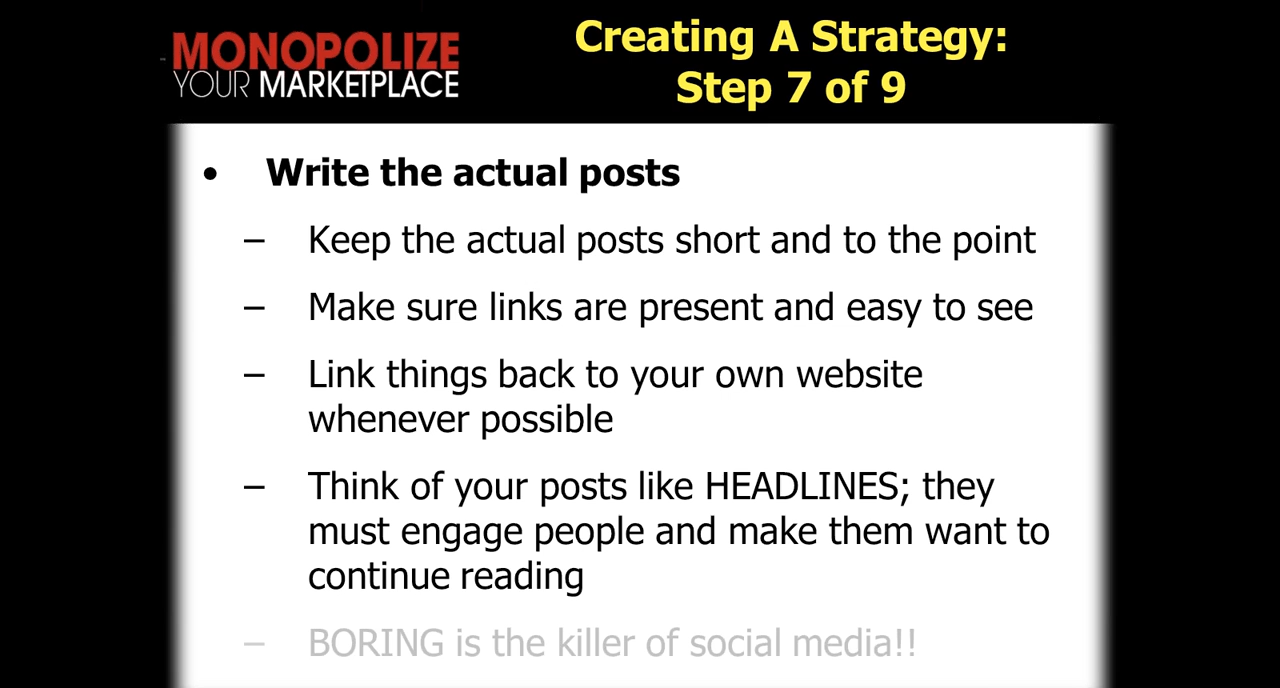 MONOPOLIZE
YOUR MARKETPLACE
Creating A Strategy:
Step 7 of 9
• Write the actual posts
– Keep the actual posts short and to the point
– Make sure links are present and easy to see
– Link things back to your own website
whenever possible
– Think of your posts like HEADLINES; they
must engage people and make them want to
continue reading
– BORING is the killer of social media!!